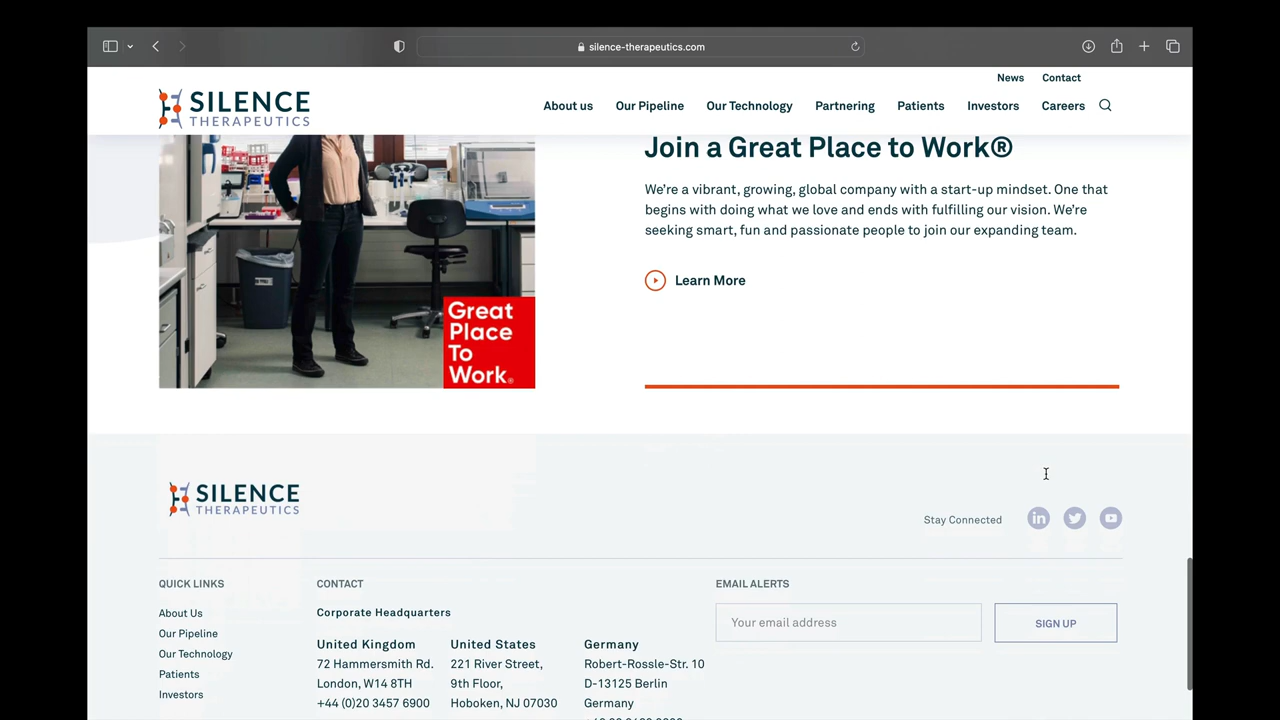 silence-therapeutics.com
News Contact
SILENCE
THERAPEUTICS
About us Our Pipeline Our Technology Partnering Patients Investors Careers
Join a Great Place to Work®
We're a vibrant, growing, global company with a start-up mindset. One that
begins with doing what we love and ends with fulfilling our vision. We're
seeking smart, fun and passionate people to join our expanding team.
Learn More
Great
Place
To
Work®
SILENCE
THERAPEUTICS
Stay Connected
in
QUICK LINKS
About Us
Our Pipeline
Our Technology
Patients
Investors
CONTACT
Corporate Headquarters
United Kingdom
72 Hammersmith Rd.
London, W14 8TH
+44 (0)20 3457 6900
United States
221 River Street,
9th Floor,
Hoboken, NJ 07030
Germany
Robert-Rossle-Str. 10
D-13125 Berlin
Germany
EMAIL ALERTS
Your email address
SIGN UP